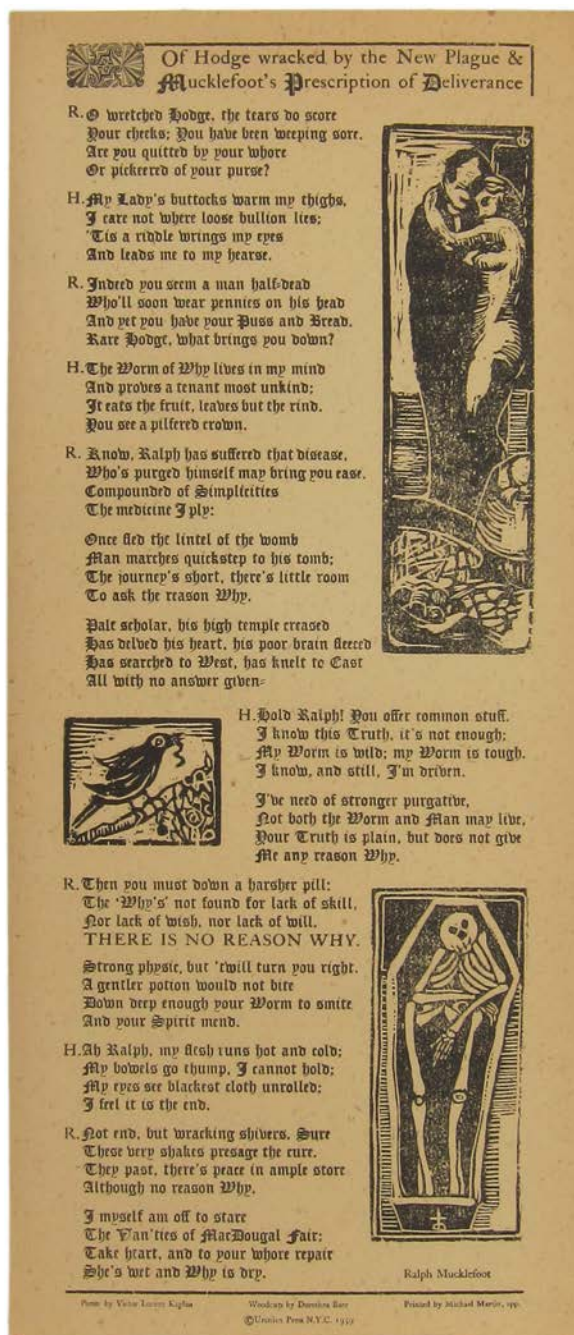 Of Hodge wracked by the New Plague &
Mucklefoot's Prescription of Deliverance
R. O wretched Hodge, the tears do score
Your cheeks; You have been weeping sore.
Are you quitted by your whore
Or pickeered of your purse?
H. My Lady's buttocks warm my thighs,
I care not where loose bullion lies;
'Tis a riddle wrings my eyes
And leads me to my hearse.
R. Indeed you seem a man half-dead
Who'll soon wear pennies on his head
And yet you have your Puss and Bread.
Rare Hodge, what brings you down?
H. The Worm of Why lives in my mind
And proves a tenant most unkind;
It eats the fruit, leaves but the rind.
You see a pilfered crown.
R. Know, Ralph has suffered that disease,
Who's purged himself may bring you ease.
Compounded of Simplicities
The medicine I ply:
Once fled the lintel of the womb
Man marches quickstep to his tomb;
The journey's short, there's little room
To ask the reason Why.
Pale scholar, his high temple creased
Has delved his heart, his poor brain fleeced
Has searched to West, has knelt to East
All with no answer given-
H. Hold Ralph! You offer common stuff.
I know this Truth, it's not enough;
My Worm is wild; my Worm is tough.
I know, and still, I'm driven.
I've need of stronger purgative,
Not both the Worm and Man may live,
Your Truth is plain, but does not give
Me any reason Why.
R. Then you must down a harsher pill:
The 'Why's' not found for lack of skill,
Nor lack of wish, nor lack of will.
THERE IS NO REASON WHY.
Strong physic, but 'twill turn you right.
A gentler potion would not bite
Down deep enough your Worm to smite
And your Spirit mend.
H. Ah Ralph, my flesh runs hot and cold;
My bowels go thump, I cannot hold;
My eyes see blackest cloth unrolled;
I feel it is the end.
R. Not end, but wracking shivers. Sure
These very shakes presage the cure.
They past, there's peace in ample store
Although no reason Why.
I myself am off to stare
The Van'ties of MacDougal Fair;
Take heart, and to your whore repair
She's wet and Why is dry.
Ralph Mucklefoot
Poem by Victor Kaplan
Woodcuts by Dorothea
Printed by Michael
© Press N.Y.C. 1959